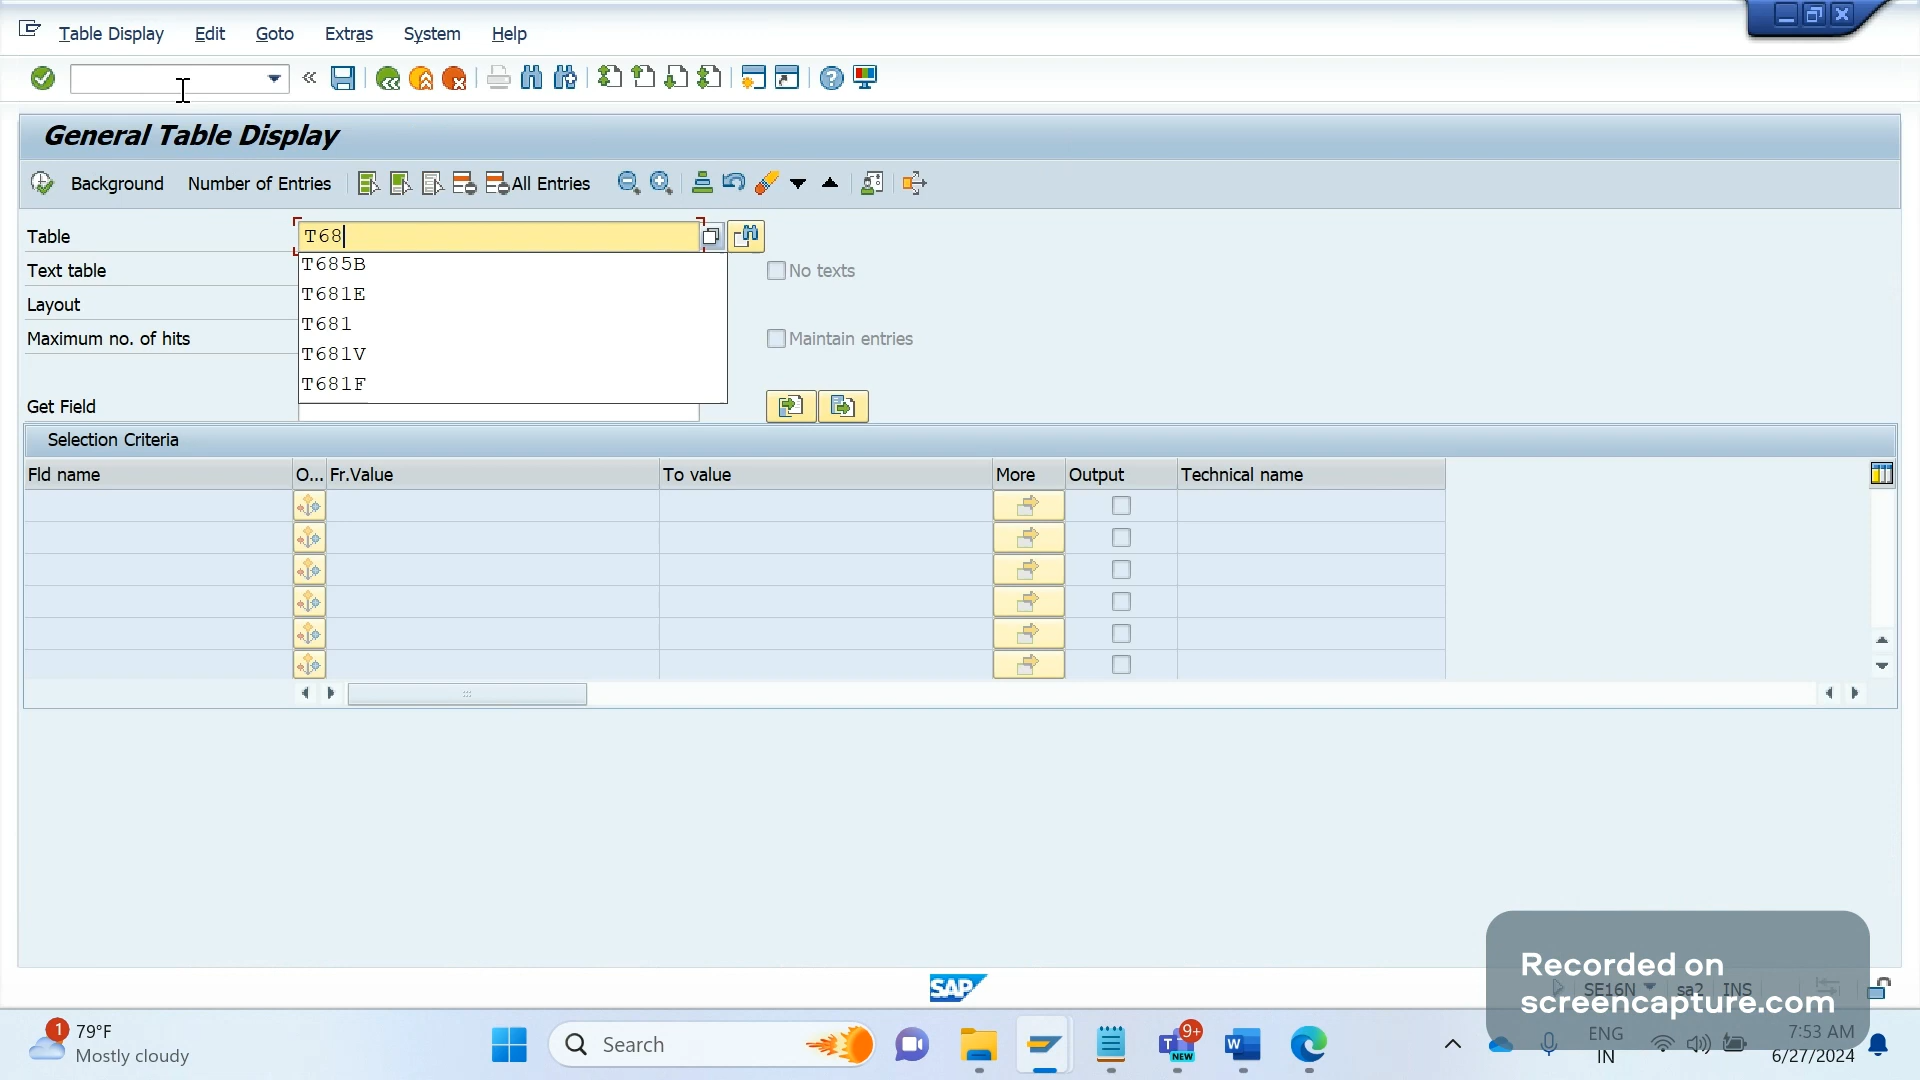 Table Display Edit Goto Extras System Help
General Table Display
Background Number of Entries All Entries
Table T68
T685B
Text table No texts
T681E
Layout
T681
Maximum no. of hits Maintain entries
T681V
T681F
Get Field
Selection Criteria
Fld name O... Fr.Value To value More Output Technical name
SAP
Recorded on
screencapture.com
SE16N sa2 INS
1 79°F
Mostly cloudy
Search
9+
T NEW
W
ENG
IN
7:53 AM
6/27/2024